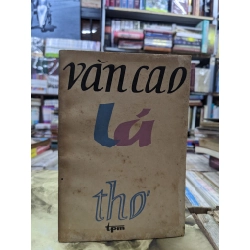 văn cao
lá
thơ
tpm